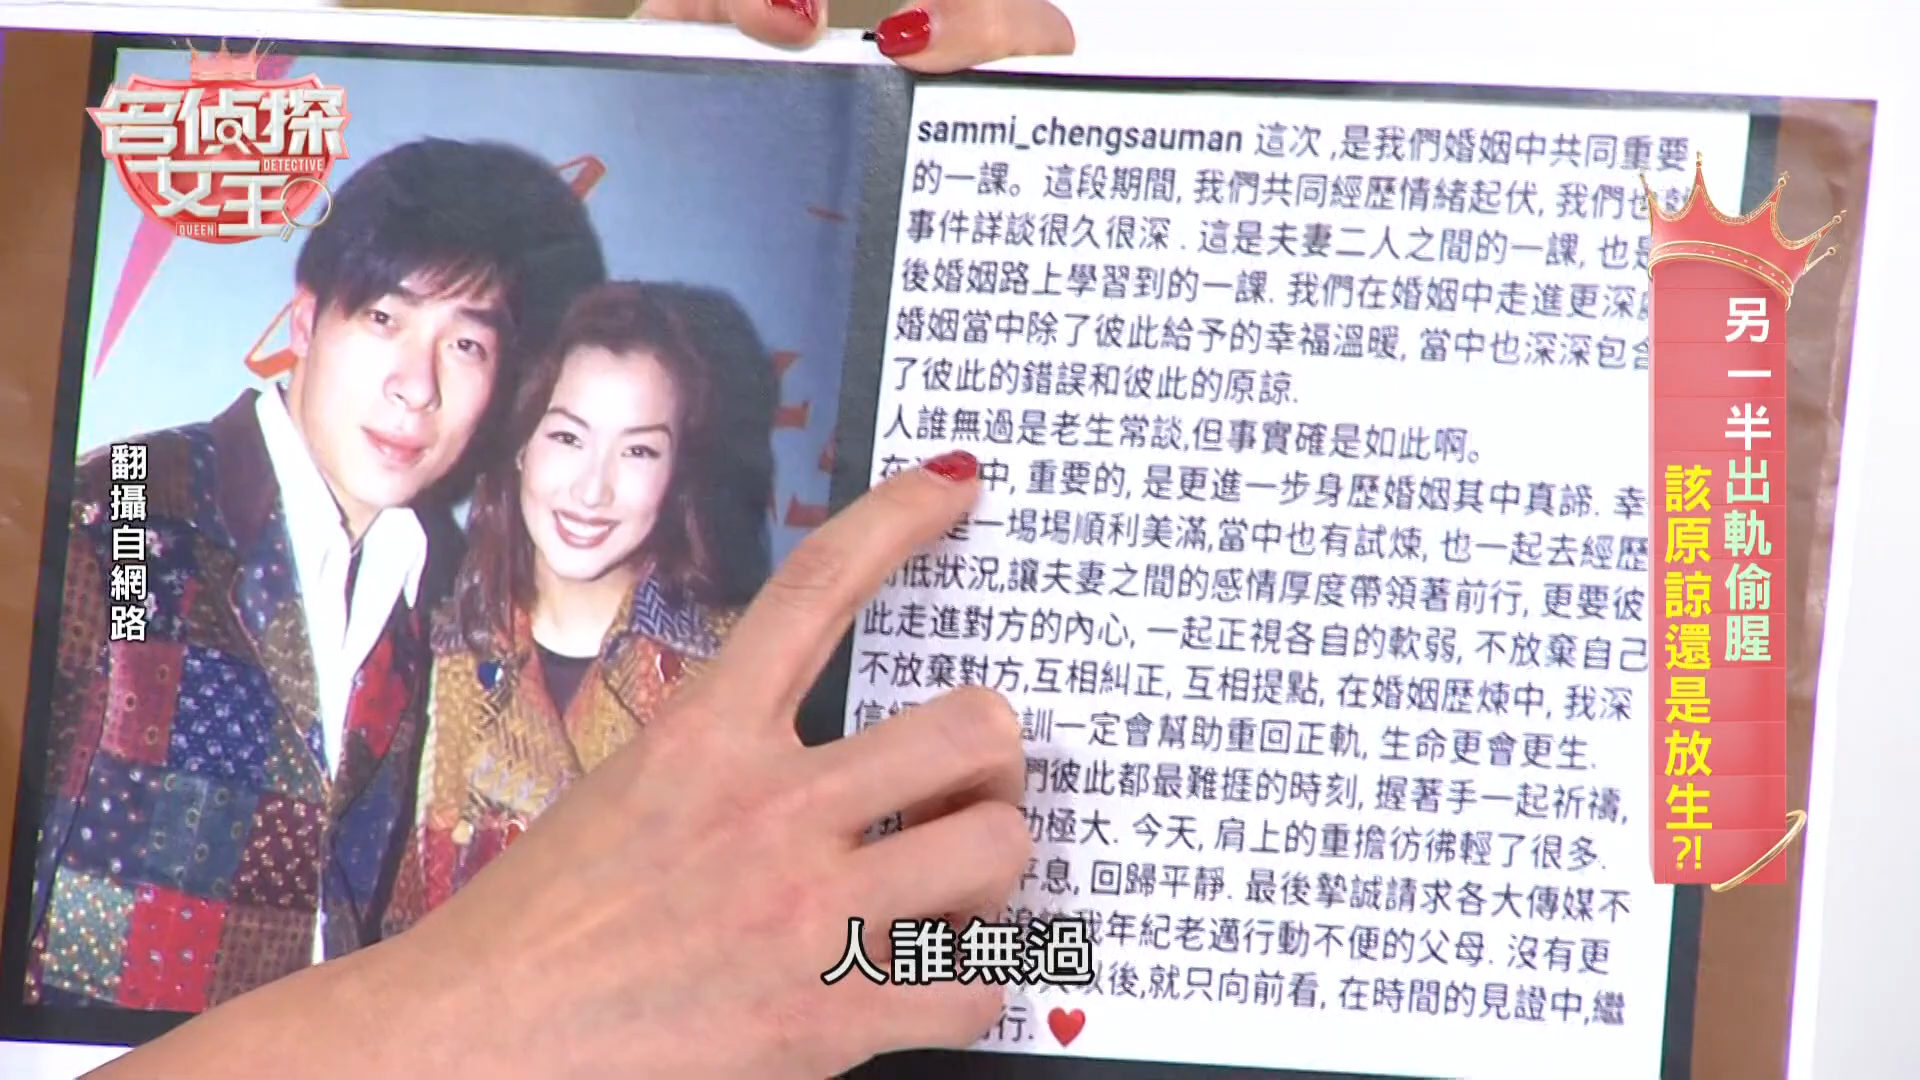 名偵探
DETECTIVE
女王
QUEEN
翻攝自網路
sammi_chengsauman 這次 ,是我們婚姻中共同重要
的一課。這段期間, 我們共同經歷情緒起伏, 我們也
事件詳談很久很深 . 這是夫妻二人之間的一課, 也是
後婚姻路上學習到的一課. 我們在婚姻中走進更深
婚姻當中除了彼此給予的幸福溫暖, 當中也深深包含
了彼此的錯誤和彼此的原諒.
人誰無過是老生常談,但事實確是如此啊。
在 中, 重要的, 是更進一步身歷婚姻其中真諦. 幸
是一場場順利美滿,當中也有試煉, 也一起去經歷
低狀況,讓夫妻之間的感情厚度帶領著前行, 更要彼
此走進對方的內心, 一起正視各自的軟弱, 不放棄自己
不放棄對方,互相糾正, 互相提點, 在婚姻歷煉中, 我深
信 訓一定會幫助重回正軌, 生命更會更生.
們彼此都最難捱的時刻, 握著手一起祈禱,
極大. 今天, 肩上的重擔彷彿輕了很多.
平息, 回歸平靜. 最後摯誠請求各大傳媒不
我年紀老邁行動不便的父母. 沒有更
以後,就只向前看, 在時間的見證中,繼
行. ❤️
另一半出軌偷腥
該原諒還是放生?!
人誰無過